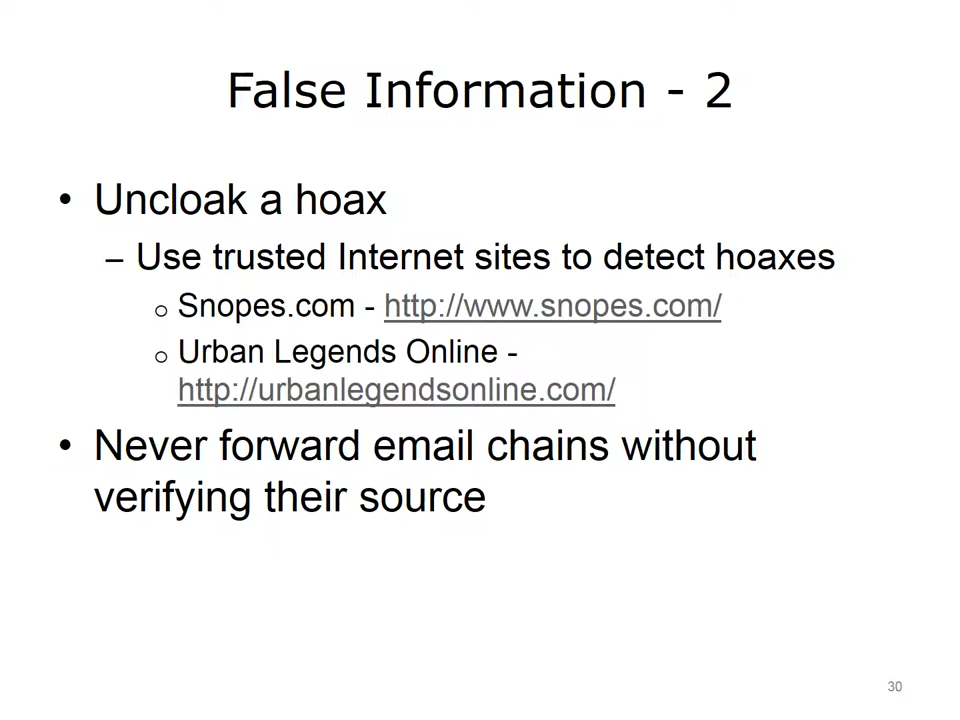 False Information - 2
• Uncloak a hoax
– Use trusted Internet sites to detect hoaxes
o Snopes.com - http://www.snopes.com/
o Urban Legends Online -
http://urbanlegendsonline.com/
• Never forward email chains without
verifying their source
30